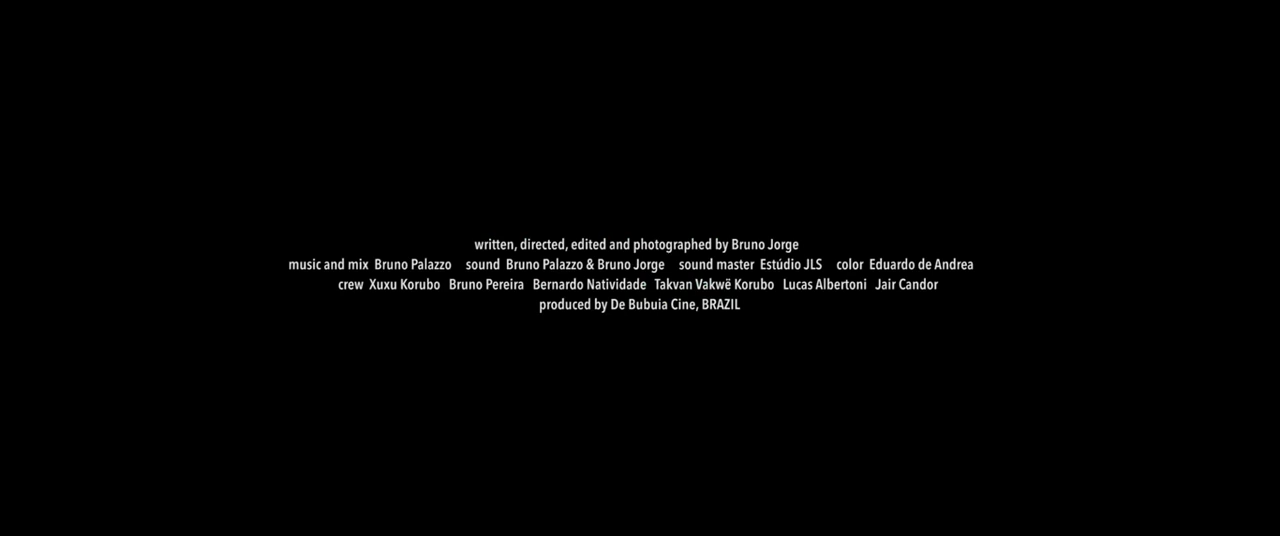 written, directed, edited and photographed by Bruno Jorge
music and mix Bruno Palazzo sound Bruno Palazzo & Bruno Jorge sound master Estúdio JLS color Eduardo de Andrea
crew Xuxu Korubo Bruno Pereira Bernardo Natividade Takvan Vakwë Korubo Lucas Albertoni Jair Candor
produced by De Bubuia Cine, BRAZIL